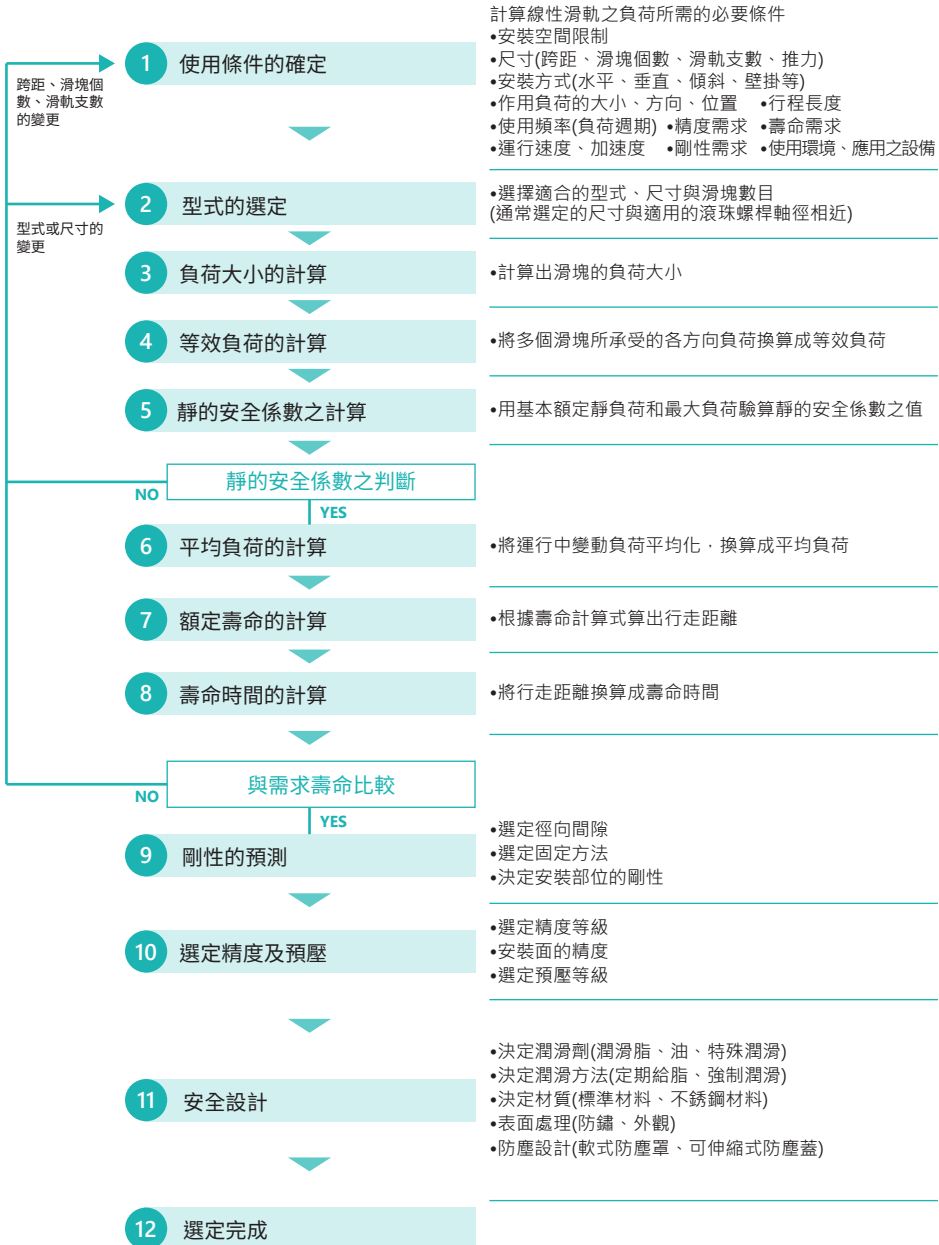 計算線性滑軌之負荷所需的必要條件
•安裝空間限制
1 使用條件的確定
•尺寸(跨距、滑塊個數、滑軌支數、推力)
•安裝方式(水平、垂直、傾斜、壁掛等)
跨距、滑塊個
數、滑軌支數
的變更
•作用負荷的大小、方向、位置 •行程長度
•使用頻率(負荷週期) •精度需求 •壽命需求
•運行速度、加速度 •剛性需求 •使用環境、應用之設備
2 型式的選定
•選擇適合的型式、尺寸與滑塊數目
(通常選定的尺寸與適用的滾珠螺桿軸徑相近)
型式或尺寸的
變更
3 負荷大小的計算
•計算出滑塊的負荷大小
4 等效負荷的計算
•將多個滑塊所承受的各方向負荷換算成等效負荷
5 靜的安全係數之計算
•用基本額定靜負荷和最大負荷驗算靜的安全係數之值
靜的安全係數之判斷
NO
YES
6 平均負荷的計算
•將運行中變動負荷平均化，換算成平均負荷
7 額定壽命的計算
•根據壽命計算式算出行走距離
8 壽命時間的計算
•將行走距離換算成壽命時間
與需求壽命比較
NO
YES
9 剛性的預測
•選定徑向間隙
•選定固定方法
•決定安裝部位的剛性
10 選定精度及預壓
•選定精度等級
•安裝面的精度
•選定預壓等級
11 安全設計
•決定潤滑劑(潤滑脂、油、特殊潤滑)
•決定潤滑方法(定期給脂、強制潤滑)
•決定材質(標準材料、不銹鋼材料)
•表面處理(防鏽、外觀)
•防塵設計(軟式防塵罩、可伸縮式防塵蓋)
12 選定完成